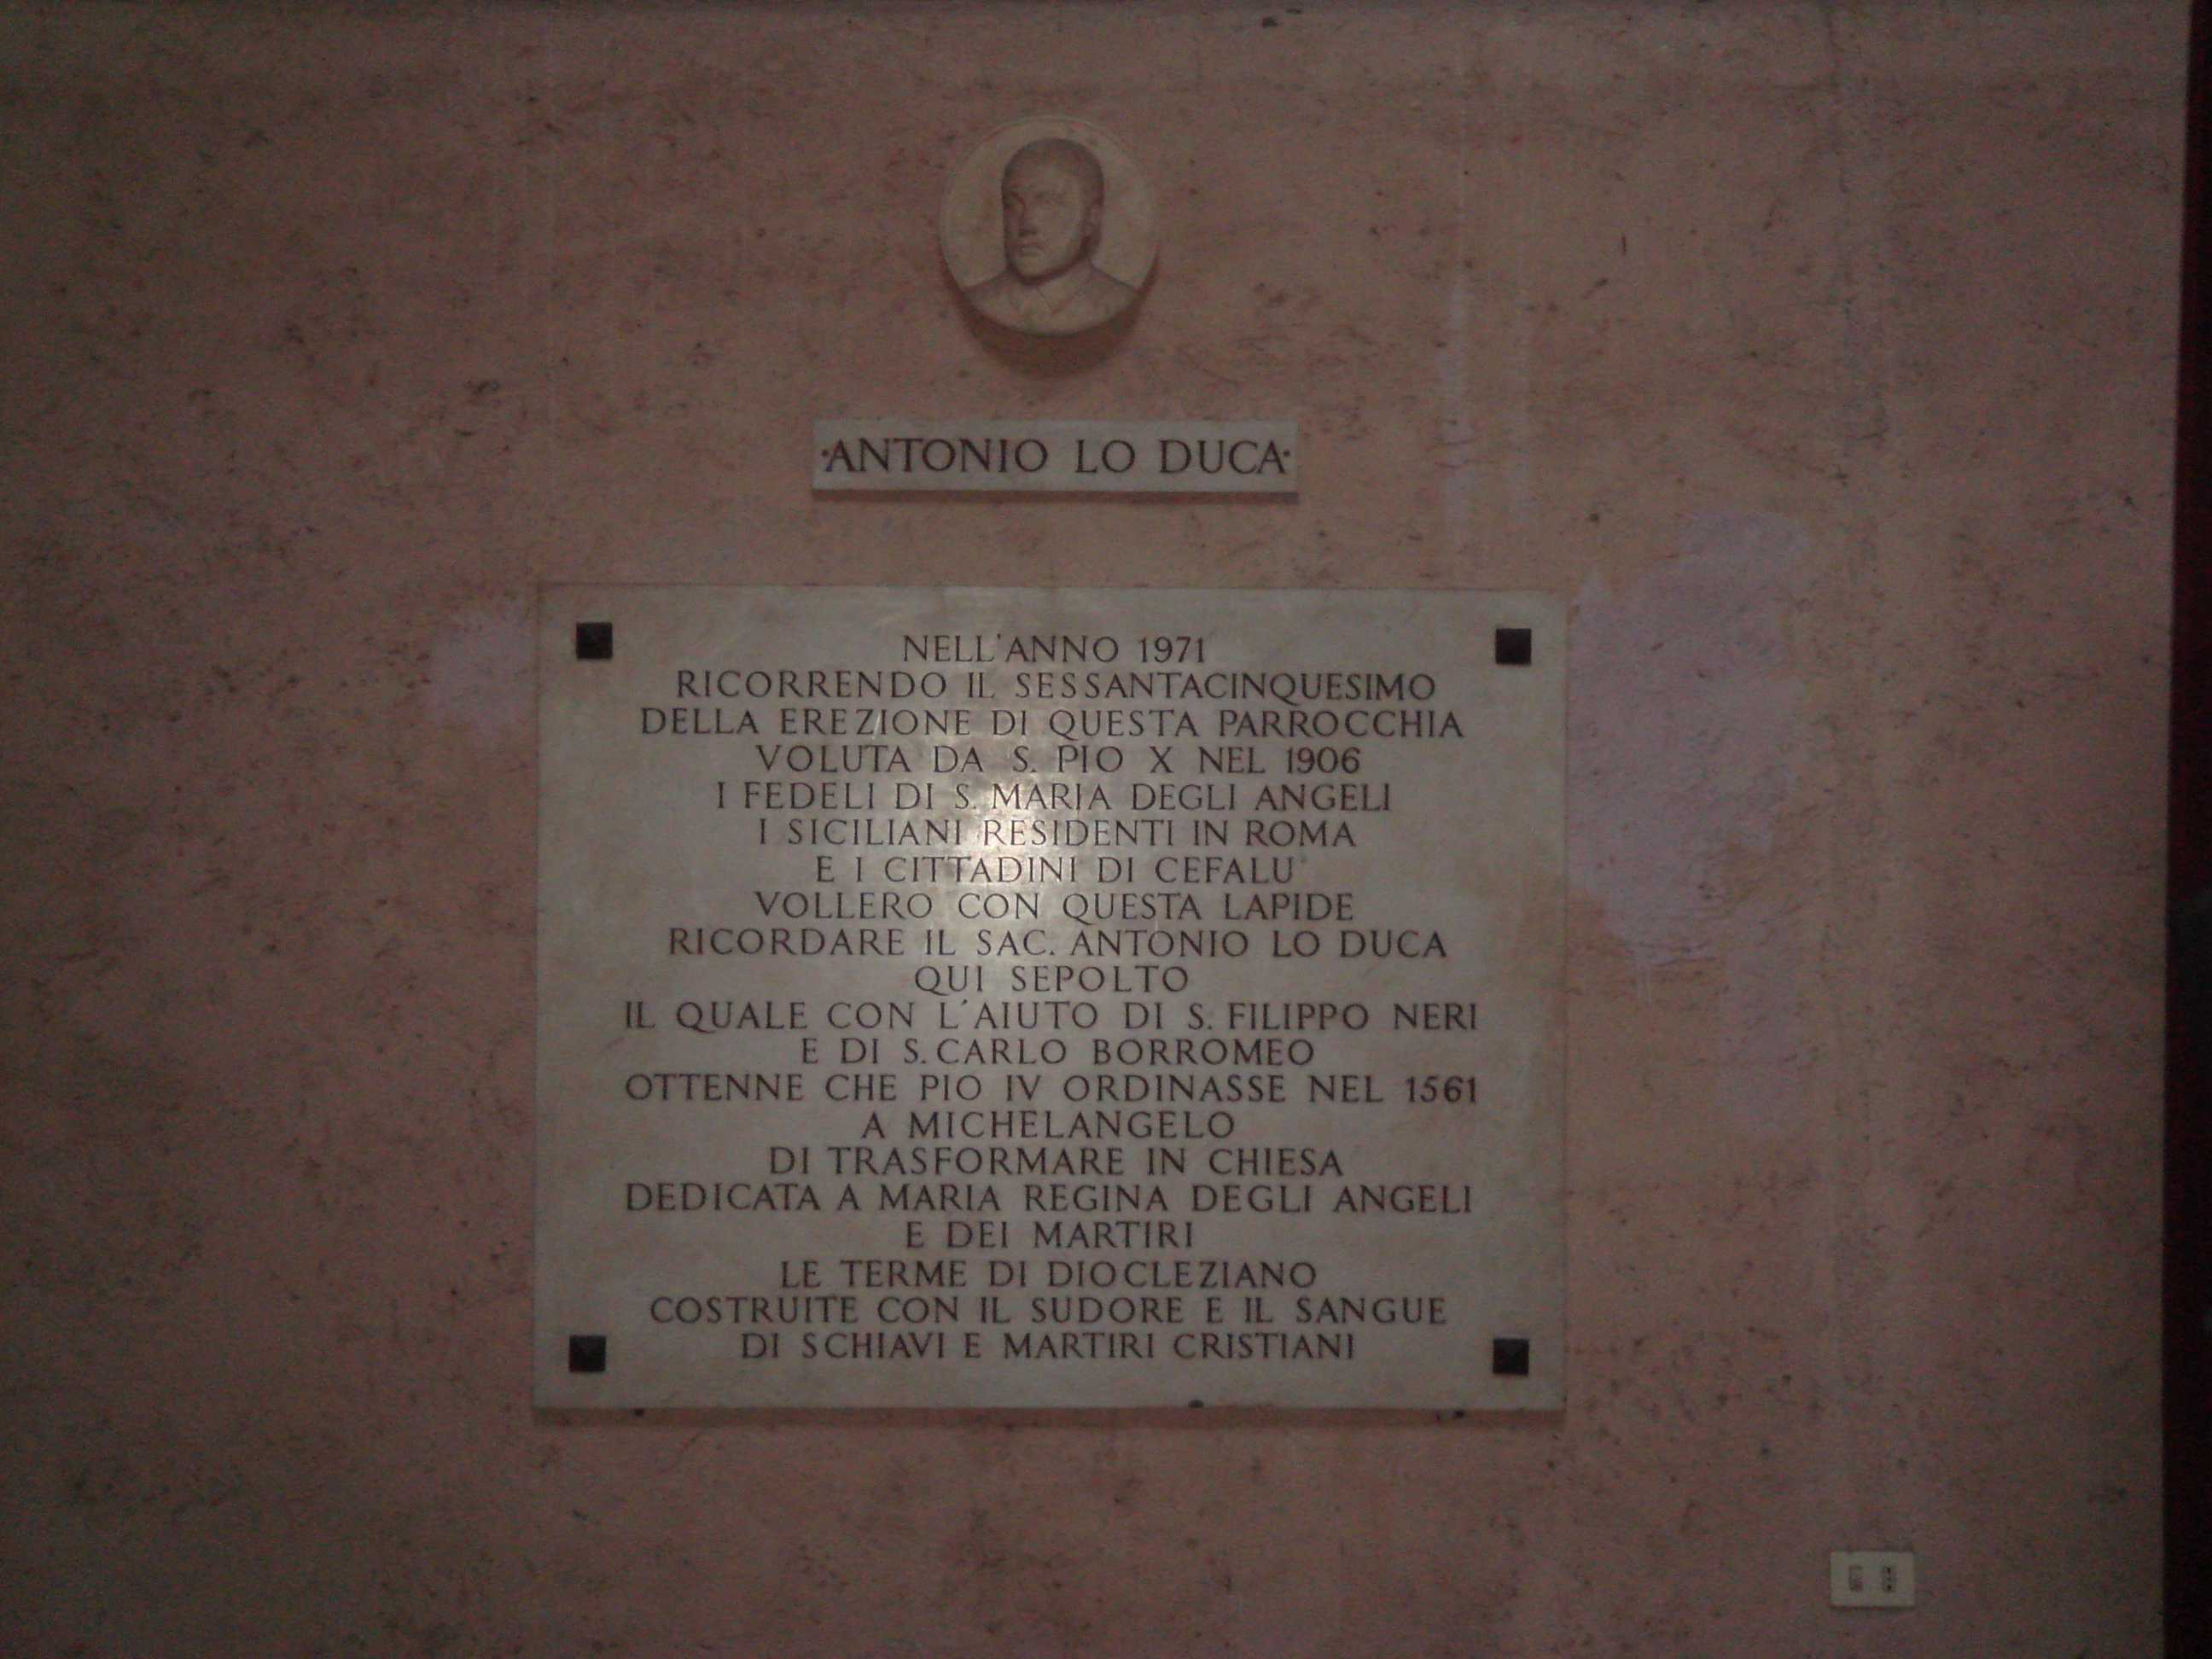 ·ANTONIO LO DUCA·
NELL'ANNO 1971
RICORRENDO IL SESSANTACINQUESIMO
DELLA EREZIONE DI QUESTA PARROCCHIA
VOLUTA DA S. PIO X NEL 1906
I FEDELI DI S. MARIA DEGLI ANGELI
I SICILIANI RESIDENTI IN ROMA
E I CITTADINI DI CEFALU'
VOLLERO CON QUESTA LAPIDE
RICORDARE IL SAC. ANTONIO LO DUCA
QUI SEPOLTO
IL QUALE CON L'AIUTO DI S. FILIPPO NERI
E DI S. CARLO BORROMEO
OTTENNE CHE PIO IV ORDINASSE NEL 1561
A MICHELANGELO
DI TRASFORMARE IN CHIESA
DEDICATA A MARIA REGINA DEGLI ANGELI
E DEI MARTIRI
LE TERME DI DIOCLEZIANO
COSTRUITE CON IL SUDORE E IL SANGUE
DI SCHIAVI E MARTIRI CRISTIANI